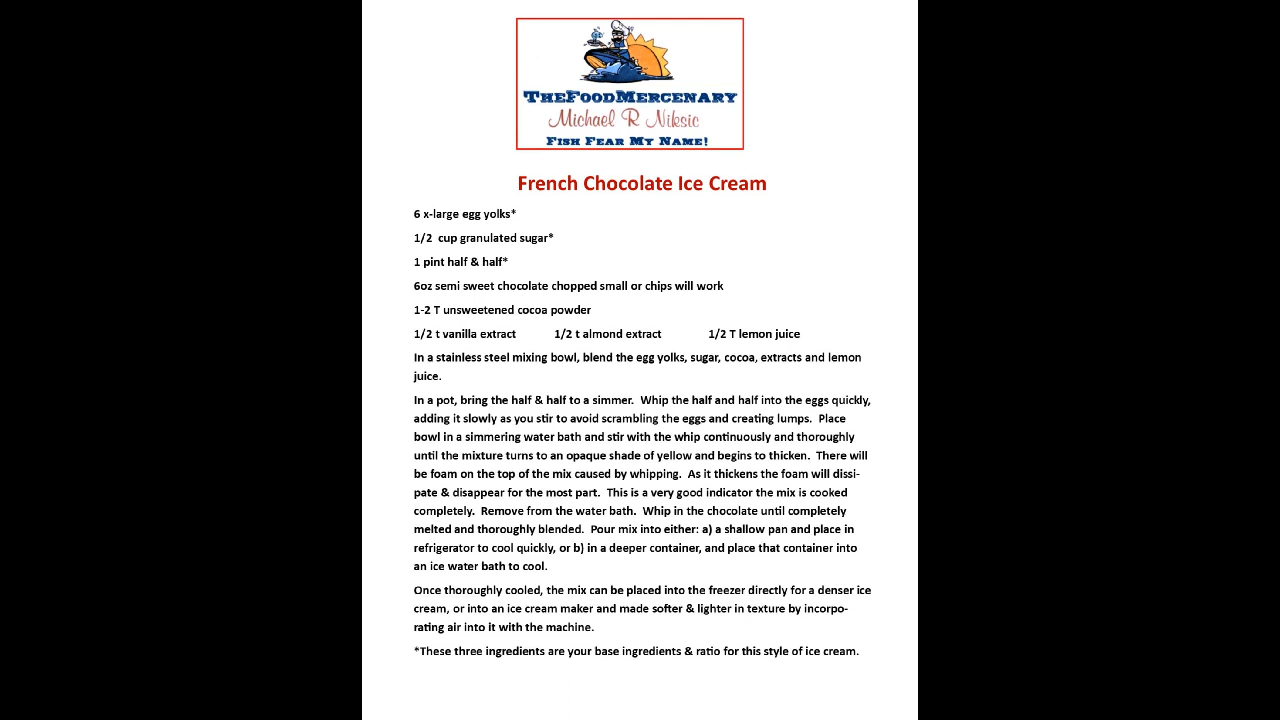 TheFoodMercenary
Michael R Niksic
Fish Fear My Name!
French Chocolate Ice Cream
6 x-large egg yolks*
1/2  cup granulated sugar*
1 pint half & half*
6oz semi sweet chocolate chopped small or chips will work
1-2 T unsweetened cocoa powder
1/2 t vanilla extract 1/2 t almond extract 1/2 T lemon juice
In a stainless steel mixing bowl, blend the egg yolks, sugar, cocoa, extracts and lemon
juice.
In a pot, bring the half & half to a simmer.  Whip the half and half into the eggs quickly,
adding it slowly as you stir to avoid scrambling the eggs and creating lumps.  Place
bowl in a simmering water bath and stir with the whip continuously and thoroughly
until the mixture turns to an opaque shade of yellow and begins to thicken.  There will
be foam on the top of the mix caused by whipping.  As it thickens the foam will dissi-
pate & disappear for the most part.  This is a very good indicator the mix is cooked
completely.  Remove from the water bath.  Whip in the chocolate until completely
melted and thoroughly blended.  Pour mix into either: a) a shallow pan and place in
refrigerator to cool quickly, or b) in a deeper container, and place that container into
an ice water bath to cool.
Once thoroughly cooled, the mix can be placed into the freezer directly for a denser ice
cream, or into an ice cream maker and made softer & lighter in texture by incorpo-
rating air into it with the machine.
*These three ingredients are your base ingredients & ratio for this style of ice cream.